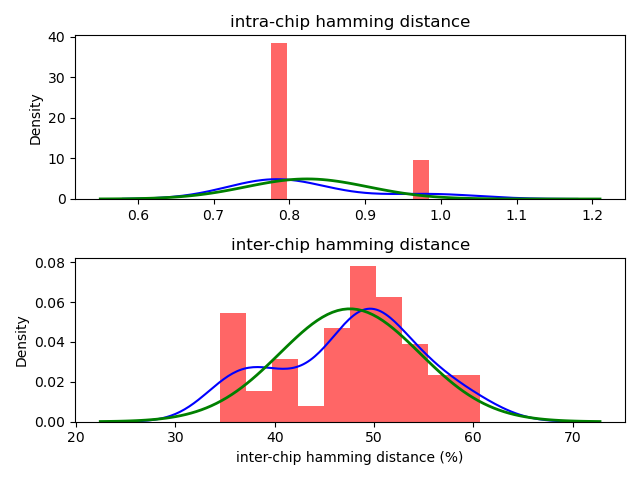 intra-chip hamming distance
40
30
20
10
0
Density
0.6 0.7 0.8 0.9 1.0 1.1 1.2
inter-chip hamming distance
0.08
0.06
0.04
0.02
0.00
Density
20 30 40 50 60 70
inter-chip hamming distance (%)